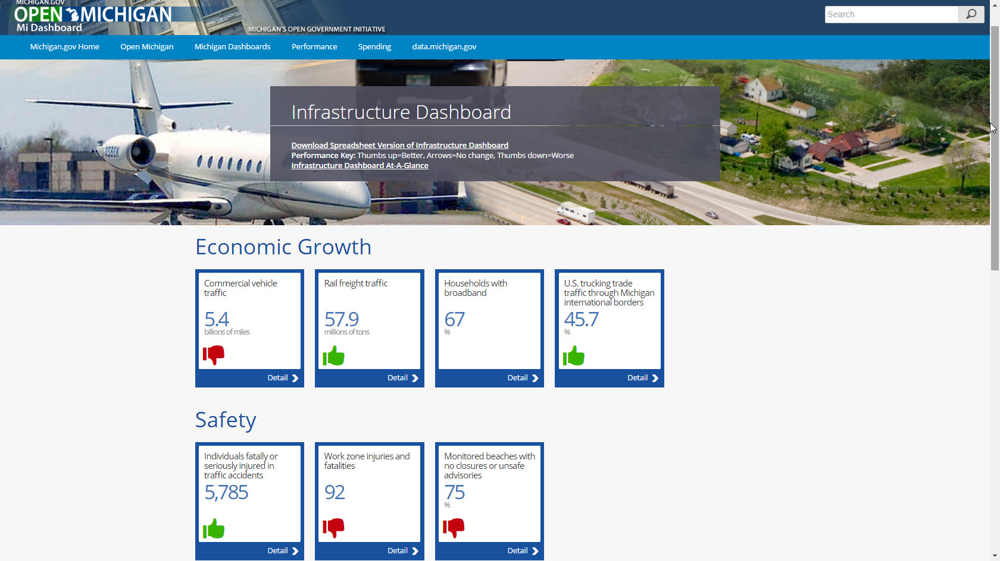 MICHIGAN.GOV
OPEN MICHIGAN
Mi Dashboard
MICHIGAN'S OPEN GOVERNMENT INITIATIVE
Search
Michigan.gov Home Open Michigan Michigan Dashboards Performance Spending data.michigan.gov
Infrastructure Dashboard
Download Spreadsheet Version of Infrastructure Dashboard
Performance Key: Thumbs up=Better, Arrows=No change, Thumbs down=Worse
Infrastructure Dashboard At-A-Glance
Economic Growth
Commercial vehicle
traffic
5.4
billions of miles
Detail
Rail freight traffic
57.9
millions of tons
Detail
Households with
broadband
67
%
Detail
U.S. trucking trade
traffic through Michigan
international borders
45.7
%
Detail
Safety
Individuals fatally or
seriously injured in
traffic accidents
5,785
Detail
Work zone injuries and
fatalities
92
Detail
Monitored beaches with
no closures or unsafe
advisories
75
%
Detail